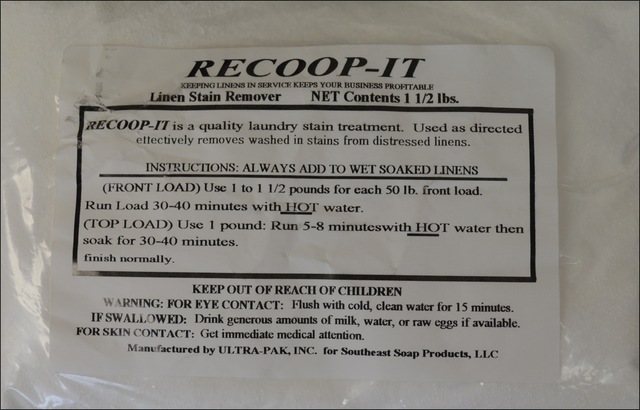 RECOOP-IT
KEEPING LINENS IN SERVICE KEEPS YOUR BUSINESS PROFITABLE
Linen Stain Remover NET Contents 1 1/2 lbs.
RECOOP-IT is a quality laundry stain treatment. Used as directed
effectively removes washed in stains from distressed linens.
INSTRUCTIONS: ALWAYS ADD TO WET SOAKED LINENS
(FRONT LOAD) Use 1 to 1 1/2 pounds for each 50 lb. front load.
Run Load 30-40 minutes with HOT water.
(TOP LOAD) Use 1 pound: Run 5-8 minuteswith HOT water then
soak for 30-40 minutes.
finish normally.
KEEP OUT OF REACH OF CHILDREN
WARNING: FOR EYE CONTACT: Flush with cold, clean water for 15 minutes.
IF SWALLOWED: Drink generous amounts of milk, water, or raw eggs if available.
FOR SKIN CONTACT: Get immediate medical attention.
Manufactured by ULTRA-PAK, INC. for Southeast Soap Products, LLC